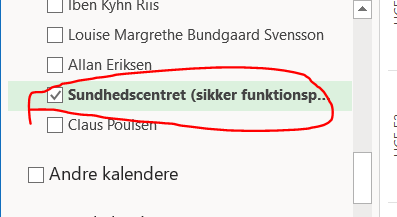 Iben Kyhn Riis
Louise Margrethe Bundgaard Svensson
Allan Eriksen
Sundhedscentret (sikker funktionsp...
Claus Poulsen
Andre kalendere